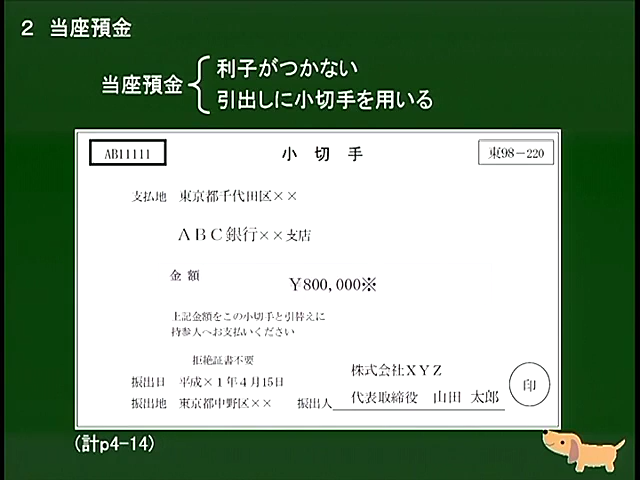 2 当座預金
当座預金
利子がつかない
引出しに小切手を用いる
AB11111
小 切 手
東98－220
支払地 東京都千代田区××
ＡＢＣ銀行××支店
金 額
¥800,000※
上記金額をこの小切手と引替えに
持参人へお支払いください
拒絶証書不要
振出日 平成×1年4月15日
振出地 東京都中野区××
株式会社ＸＹＺ
振出人 代表取締役 山田 太郎
印
(計p4-14)